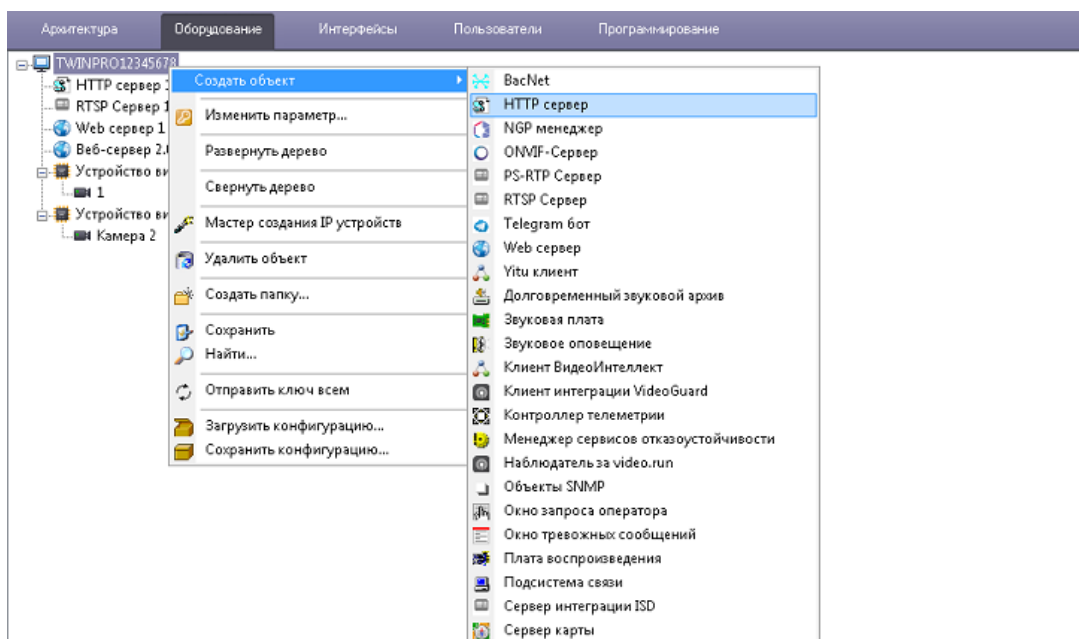 Архитектура Оборудование Интерфейсы Пользователи Программирование
TWINPRO12345678
HTTP сервер 1
RTSP Сервер 1
Web сервер 1
Веб-сервер 2.0
Устройство ви
1
Устройство ви
Камера 2
Создать объект
Изменить параметр...
Развернуть дерево
Свернуть дерево
Мастер создания IP устройств
Удалить объект
Создать папку...
Сохранить
Найти...
Отправить ключ всем
Загрузить конфигурацию...
Сохранить конфигурацию...
BacNet
HTTP сервер
NGP менеджер
ONVIF-Сервер
PS-RTP Сервер
RTSP Сервер
Telegram бот
Web сервер
Yitu клиент
Долговременный звуковой архив
Звуковая плата
Звуковое оповещение
Клиент ВидеоИнтеллект
Клиент интеграции VideoGuard
Контроллер телеметрии
Менеджер сервисов отказоустойчивости
Наблюдатель за video.run
Объекты SNMP
Окно запроса оператора
Окно тревожных сообщений
Плата воспроизведения
Подсистема связи
Сервер интеграции ISD
Сервер карты